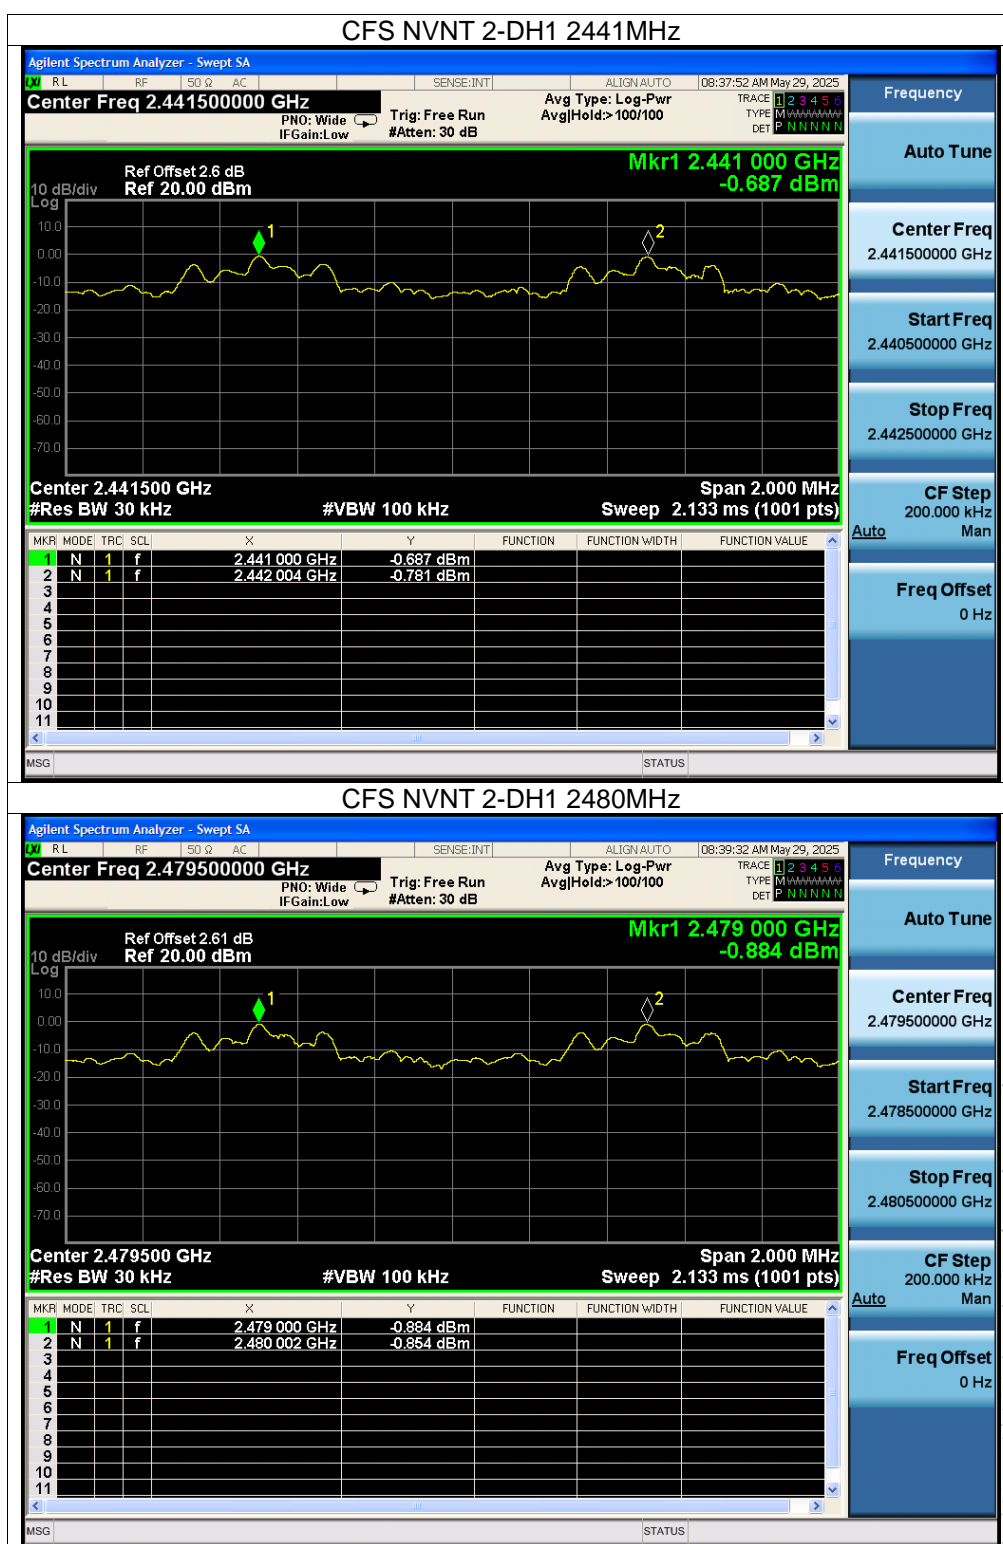 CFS NVNT 2-DH1 2441MHz
Agilent Spectrum Analyzer - Swept SA
LXI RL RF 50 Ω AC SENSE:INT ALIGN AUTO 08:37:52 AM May 29, 2025
Center Freq 2.441500000 GHz
PNO: Wide
IFGain:Low
Trig: Free Run
#Atten: 30 dB
Avg Type: Log-Pwr
Avg|Hold:>100/100
TRACE 1 2 3 4 5 6
TYPE M
DET P N N N N N
Ref Offset 2.6 dB
10 dB/div Ref 20.00 dBm
Log
Mkr1 2.441 000 GHz
-0.687 dBm
10.0
0.00
-10.0
-20.0
-30.0
-40.0
-50.0
-60.0
-70.0
1
2
Center 2.441500 GHz Span 2.000 MHz
#Res BW 30 kHz #VBW 100 kHz Sweep 2.133 ms (1001 pts)
MKR MODE TRC SCL X Y FUNCTION FUNCTION WIDTH FUNCTION VALUE
1 N 1 f 2.441 000 GHz -0.687 dBm
2 N 1 f 2.442 004 GHz -0.781 dBm
3
4
5
6
7
8
9
10
11
MSG STATUS
Frequency
Auto Tune
Center Freq
2.441500000 GHz
Start Freq
2.440500000 GHz
Stop Freq
2.442500000 GHz
CF Step
200.000 kHz
Auto Man
Freq Offset
0 Hz
CFS NVNT 2-DH1 2480MHz
Agilent Spectrum Analyzer - Swept SA
LXI RL RF 50 Ω AC SENSE:INT ALIGN AUTO 08:39:32 AM May 29, 2025
Center Freq 2.479500000 GHz
PNO: Wide
IFGain:Low
Trig: Free Run
#Atten: 30 dB
Avg Type: Log-Pwr
Avg|Hold:>100/100
TRACE 1 2 3 4 5 6
TYPE M
DET P N N N N N
Ref Offset 2.61 dB
10 dB/div Ref 20.00 dBm
Log
Mkr1 2.479 000 GHz
-0.884 dBm
10.0
0.00
-10.0
-20.0
-30.0
-40.0
-50.0
-60.0
-70.0
1
2
Center 2.479500 GHz Span 2.000 MHz
#Res BW 30 kHz #VBW 100 kHz Sweep 2.133 ms (1001 pts)
MKR MODE TRC SCL X Y FUNCTION FUNCTION WIDTH FUNCTION VALUE
1 N 1 f 2.479 000 GHz -0.884 dBm
2 N 1 f 2.480 002 GHz -0.854 dBm
3
4
5
6
7
8
9
10
11
MSG STATUS
Frequency
Auto Tune
Center Freq
2.479500000 GHz
Start Freq
2.478500000 GHz
Stop Freq
2.480500000 GHz
CF Step
200.000 kHz
Auto Man
Freq Offset
0 Hz